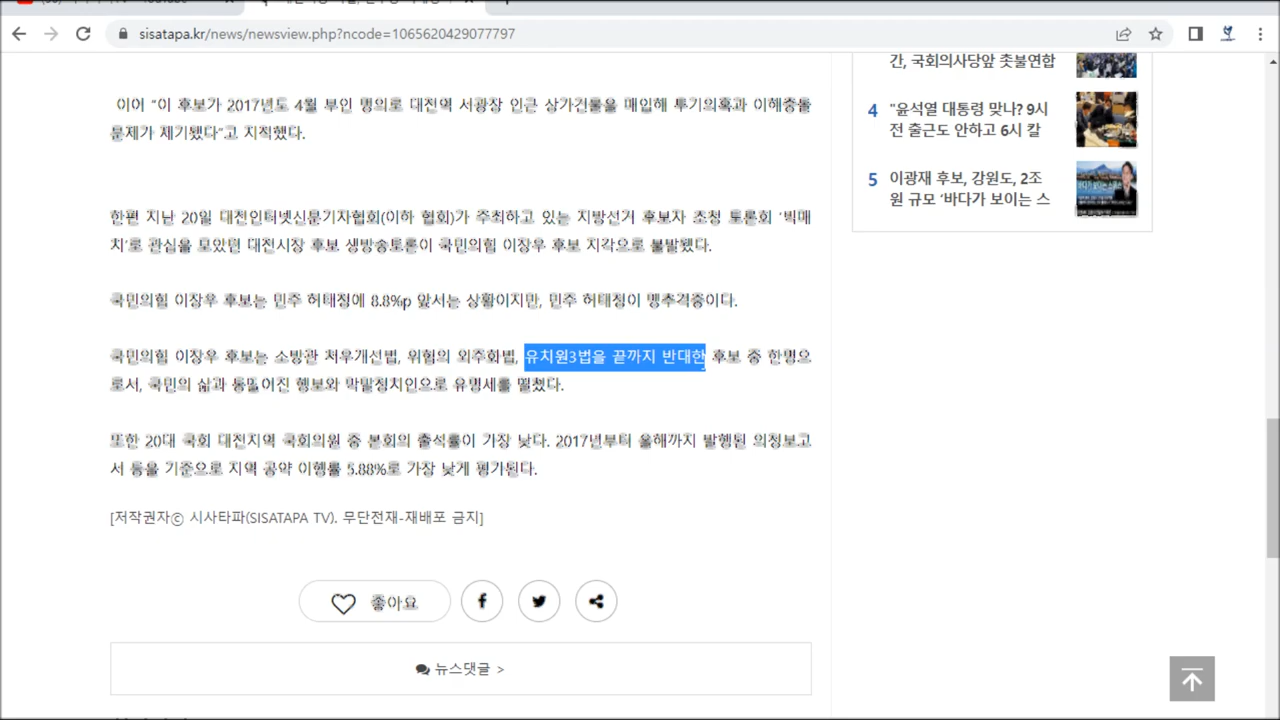 sisatapa.kr/news/newsview.php?ncode=1065620429077797
이어 "이 후보가 2017년도 4월 부인 명의로 대전역 서광장 인근 상가건물을 매입해 투기의혹과 이해충돌
문제가 제기됐다"고 지적했다.
한편 지난 20일 대전인터넷신문기자협회(이하 협회)가 주최하고 있는 지방선거 후보자 초청 토론회 '빅매
치'로 관심을 모았던 대전시장 후보 생방송토론이 국민의힘 이장우 후보 지각으로 불발됐다.
국민의힘 이장우 후보는 민주 허태정에 8.8%p 앞서는 상황이지만, 민주 허태정이 맹추격중이다.
국민의힘 이장우 후보는 소방관 처우개선법, 위험의 외주화법, 유치원3법을 끝까지 반대한 후보 중 한명으
로서, 국민의 삶과 동떨어진 행보와 막말정치인으로 유명세를 떨쳤다.
또한 20대 국회 대전지역 국회의원 중 본회의 출석률이 가장 낮다. 2017년부터 올해까지 발행된 의정보고
서 등을 기준으로 지역 공약 이행률 5.88%로 가장 낮게 평가된다.
[저작권자ⓒ 시사타파(SISATAPA TV). 무단전재-재배포 금지]
좋아요
뉴스댓글 >
간, 국회의사당앞 촛불연합
4 "윤석열 대통령 맞나? 9시
전 출근도 안하고 6시 칼
5 이광재 후보, 강원도, 2조
원 규모 '바다가 보이는 스